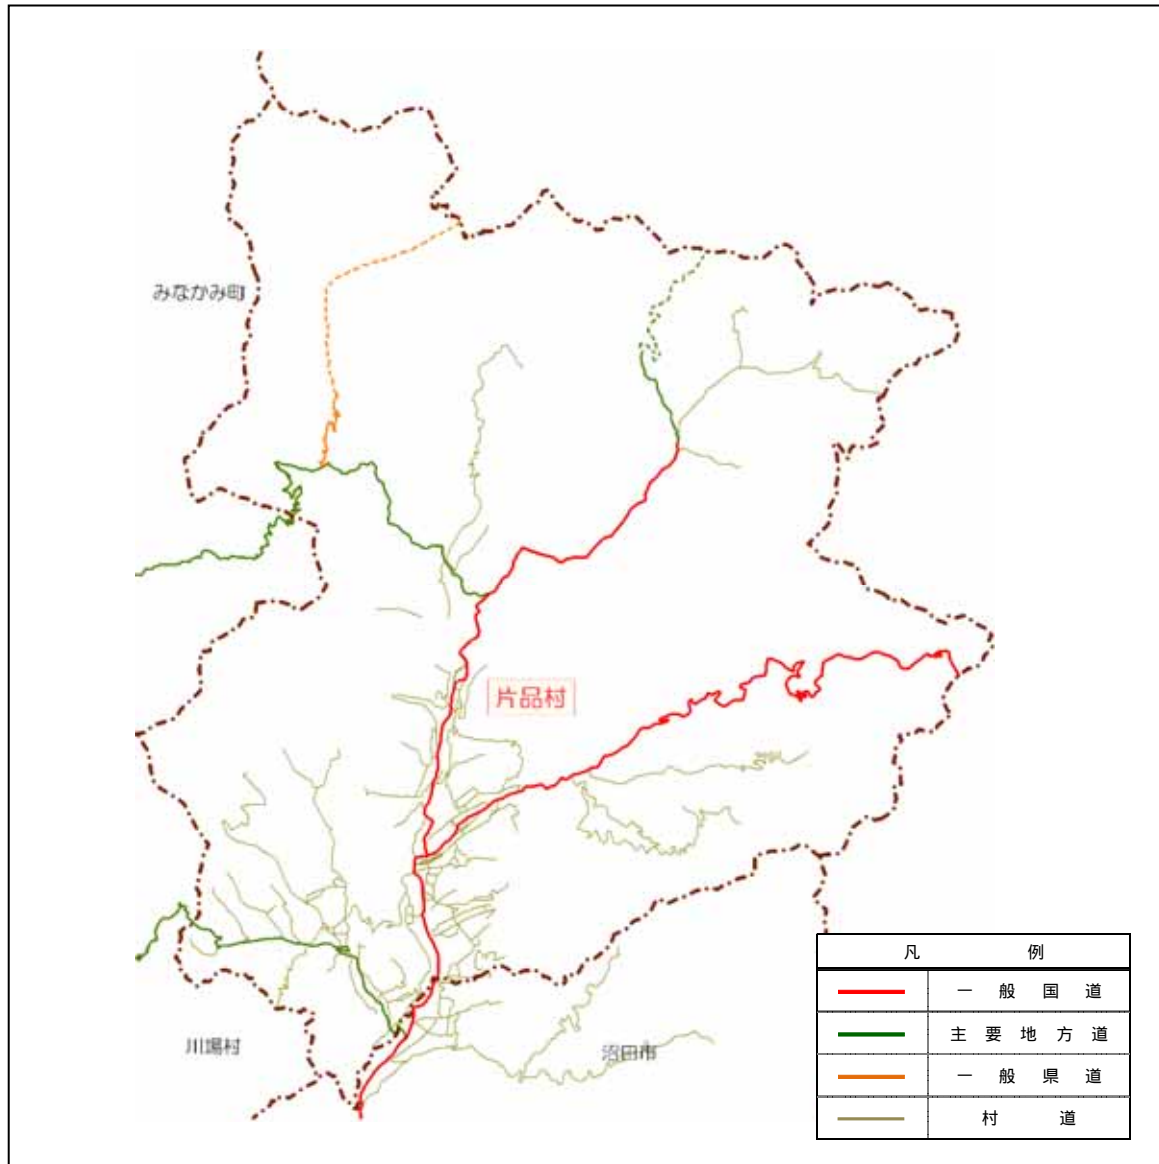 みなかみ町
片品村
川場村
沼田市
凡 例
一 般 国 道
主 要 地 方 道
一 般 県 道
村 道